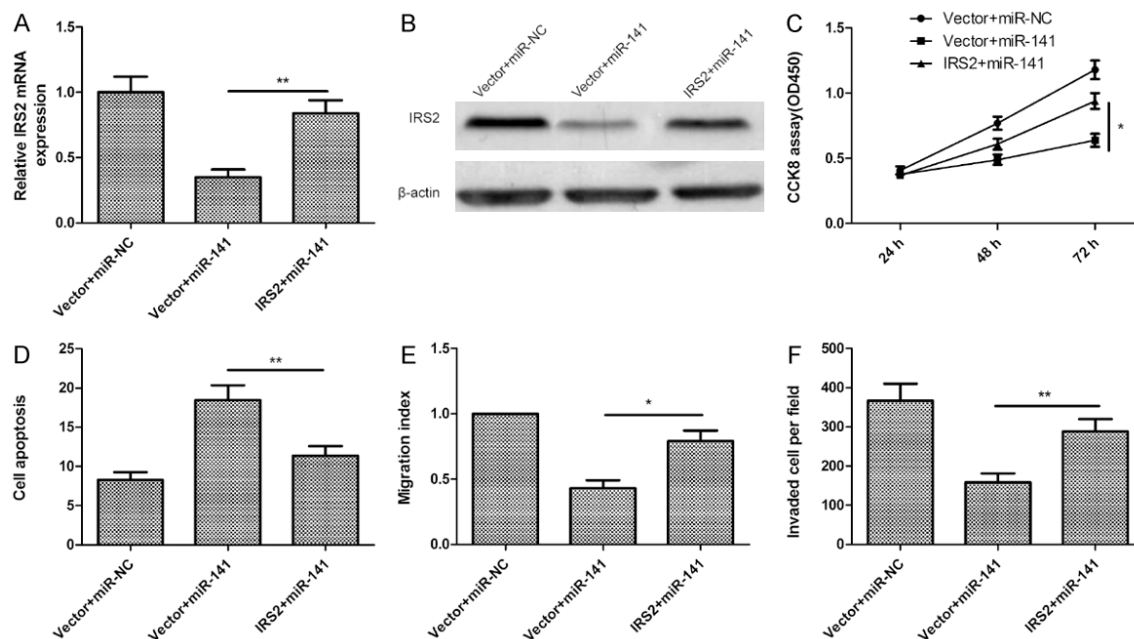 A
Relative IRS2 mRNA
expression
1.5
1.0
0.5
0.0
**
Vector+miR-NC
Vector+miR-141
IRS2+miR-141
B
Vector+miR-NC
Vector+miR-141
IRS2+miR-141
IRS2
β-actin
C
CCK8 assay(OD450)
1.5
1.0
0.5
0.0
Vector+miR-NC
Vector+miR-141
IRS2+miR-141
*
24 h
48 h
72 h
D
Cell apoptosis
25
20
15
10
5
0
**
Vector+miR-NC
Vector+miR-141
IRS2+miR-141
E
Migration index
1.5
1.0
0.5
0.0
*
Vector+miR-NC
Vector+miR-141
IRS2+miR-141
F
Invaded cell per field
500
400
300
200
100
0
**
Vector+miR-NC
Vector+miR-141
IRS2+miR-141